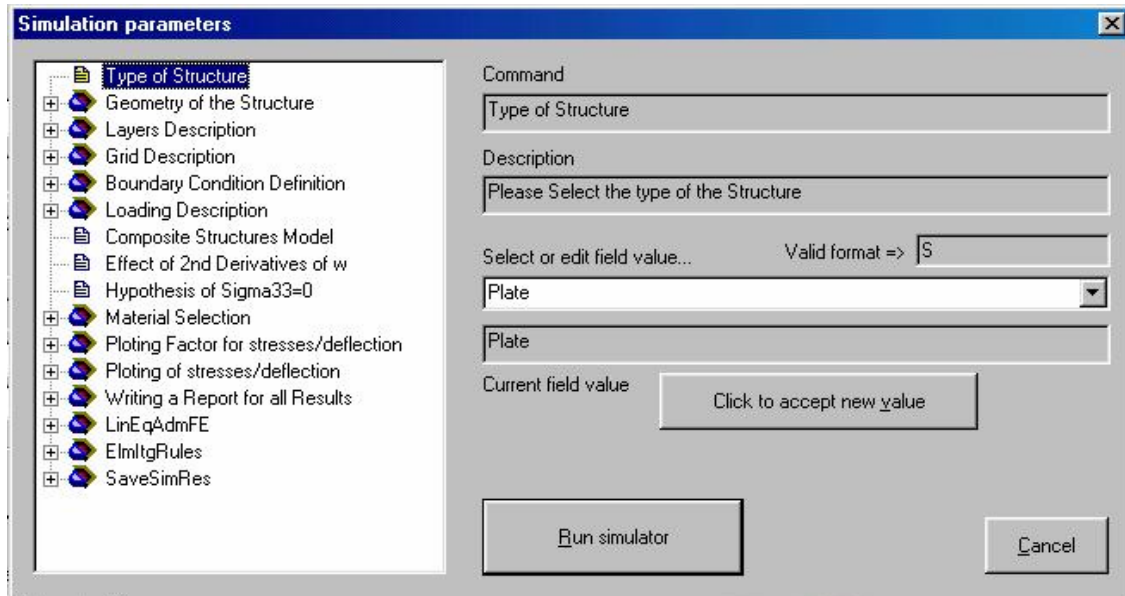 Simulation parameters
Type of Structure
Geometry of the Structure
Layers Description
Grid Description
Boundary Condition Definition
Loading Description
Composite Structures Model
Effect of 2nd Derivatives of w
Hypothesis of Sigma33=0
Material Selection
Ploting Factor for stresses/deflection
Ploting of stresses/deflection
Writing a Report for all Results
LinEqAdmFE
ElmItgRules
SaveSimRes
Command
Type of Structure
Description
Please Select the type of the Structure
Select or edit field value...
Valid format => S
Plate
Plate
Current field value
Click to accept new value
Run simulator
Cancel